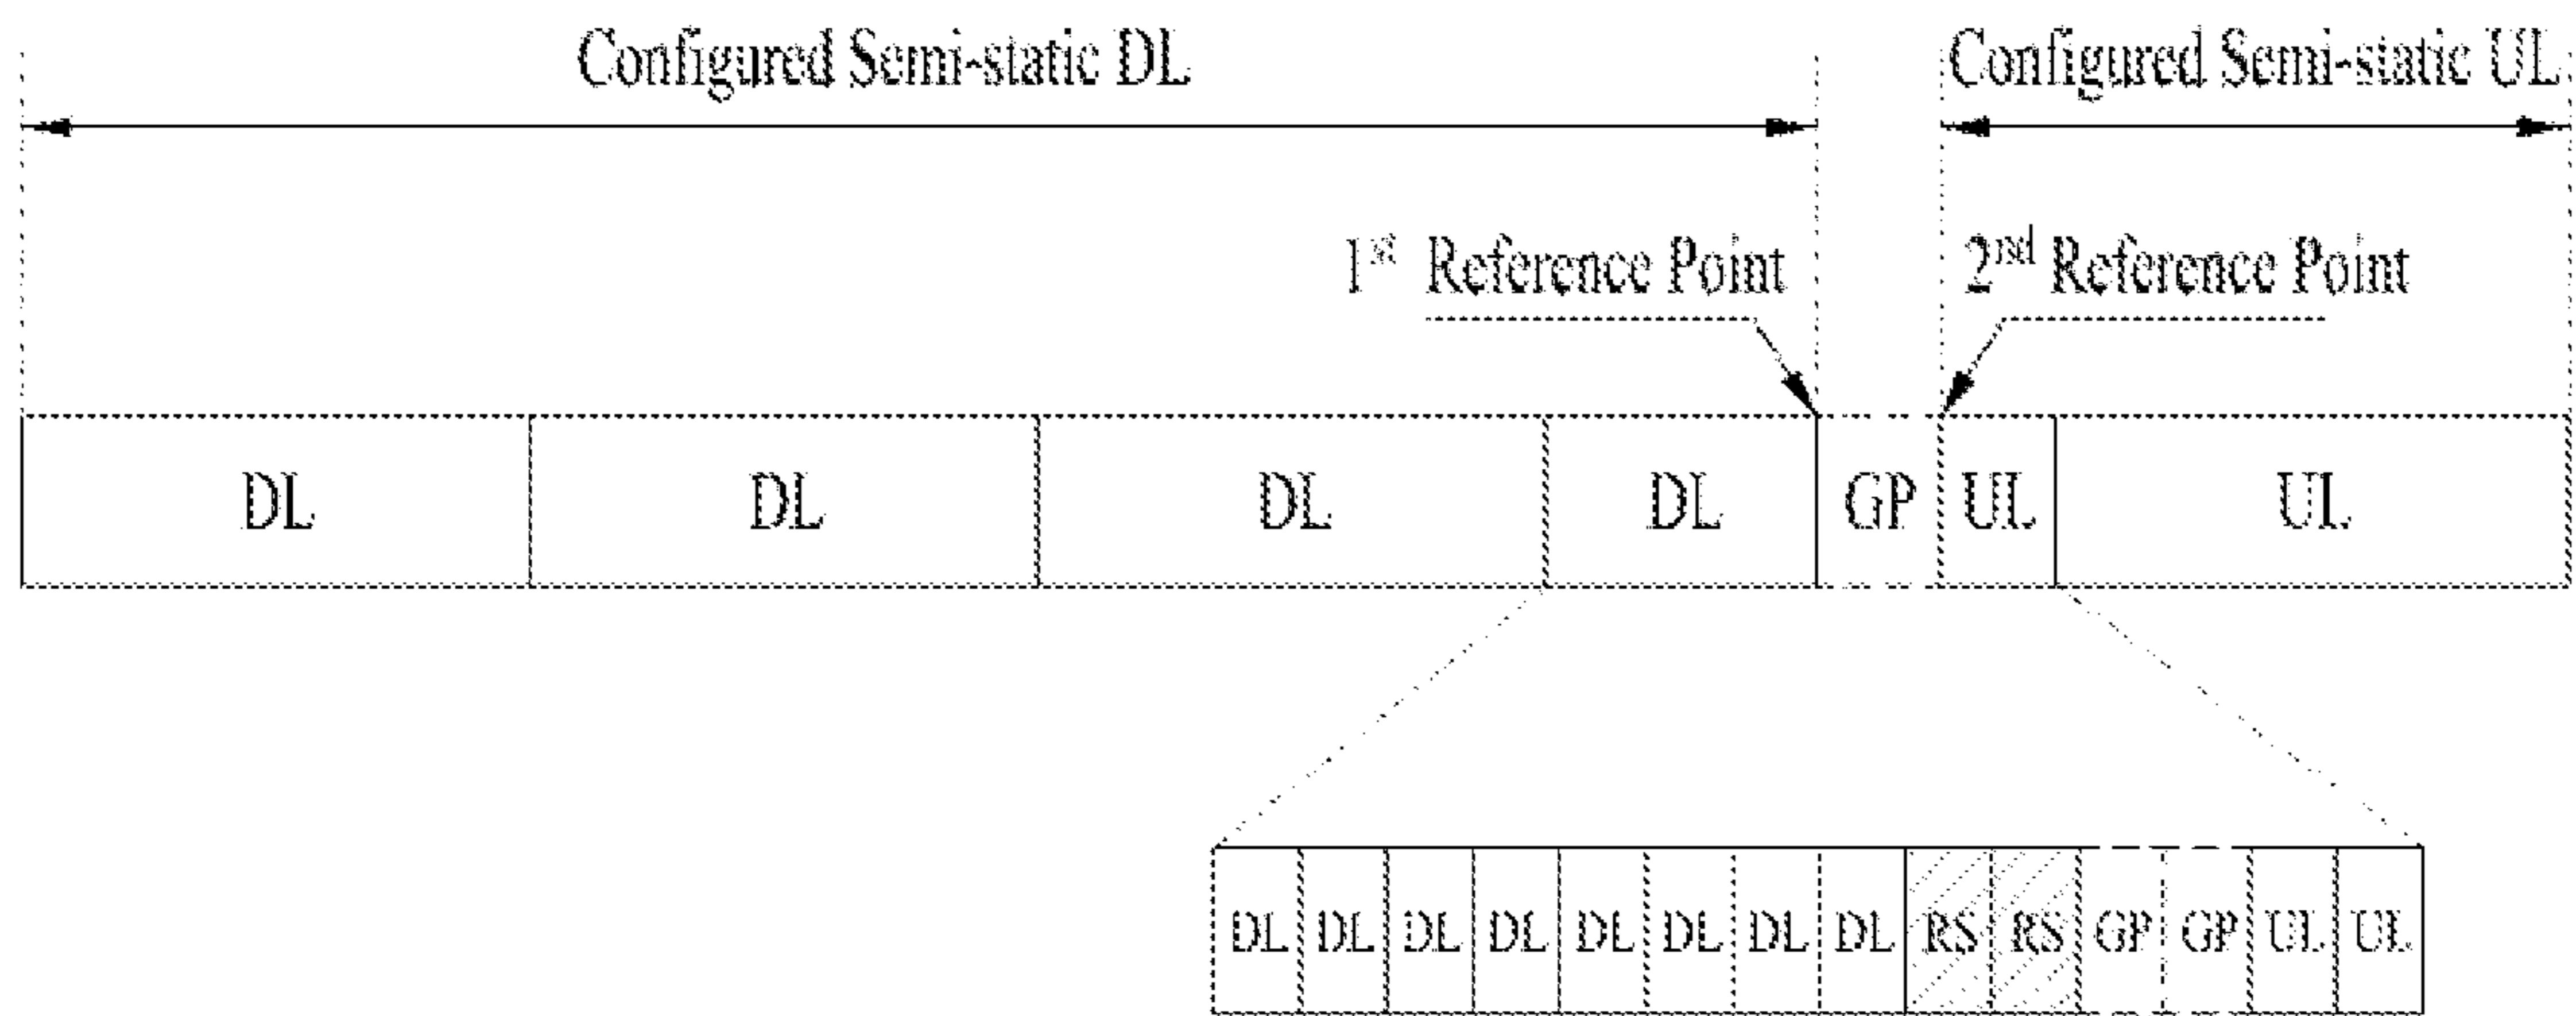 Configured Semi-static DL Configured Semi-static UL
1st Reference Point 2nd Reference Point
DL DL DL DL GP UL UL
DL DL DL DL DL DL DL DL RS RS GP GP UL UL